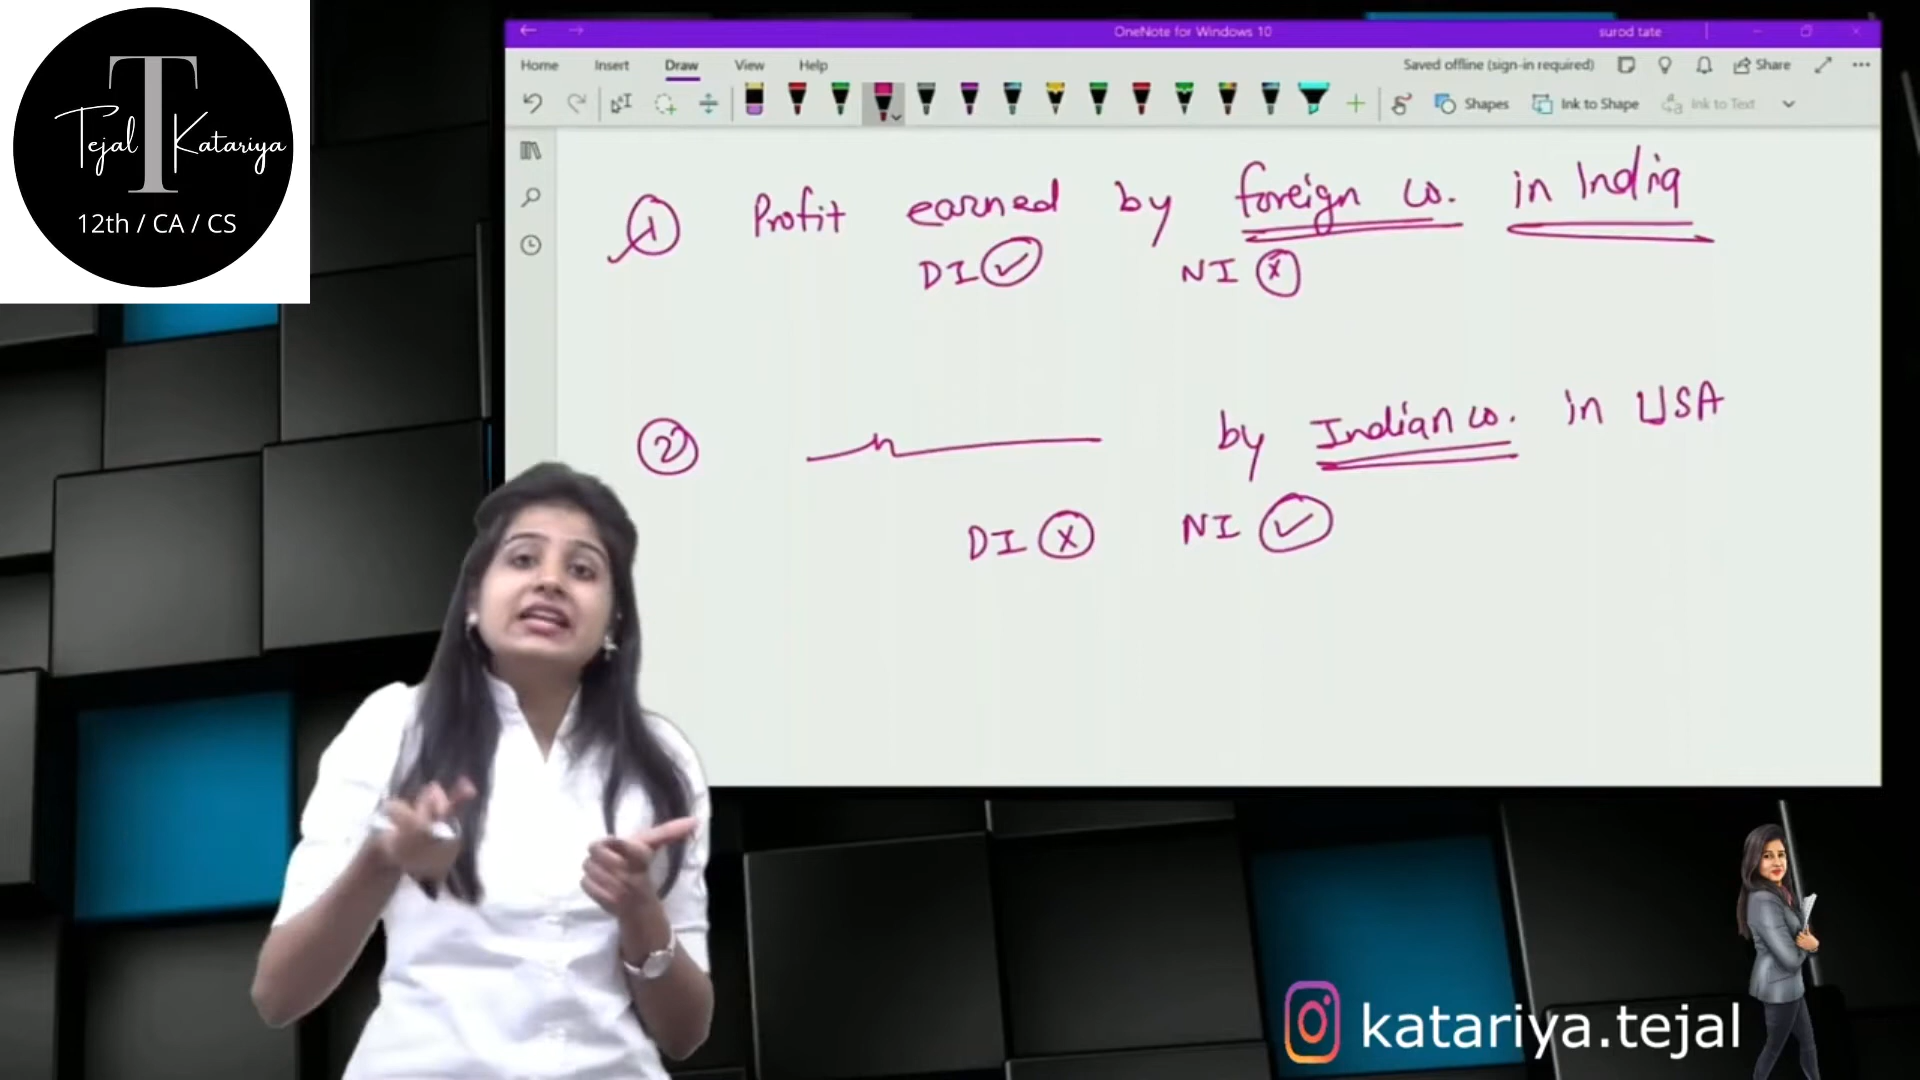 T
Tejal Katariya
12th / CA / CS
OneNote for Windows 10
surod tate
Home Insert Draw View Help
Saved offline (sign-in required)
Share
Shapes
Ink to Shape
Ink to Text
1 Profit earned by foreign co. in India
DI ✓ NI x
2 〃 by Indian co. in USA
DI x NI ✓
katariya.tejal